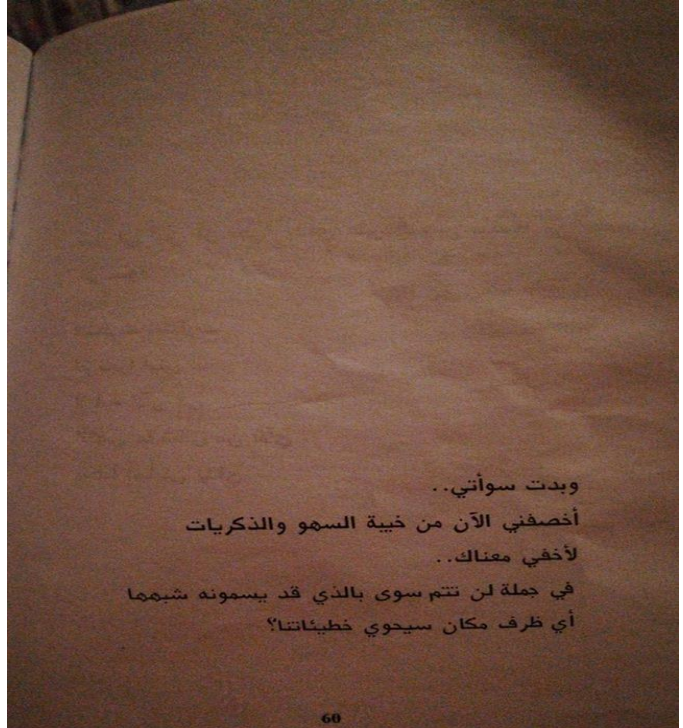 وبدت سوأتي..
أخصفني الآن من خيبة السهو والذكريات
لأخفي معناك..
في جملة لن تتم سوى بالذي قد يسمونه شبهها
أي ظرف مكان سيحوي خطيئاتنا؟
60